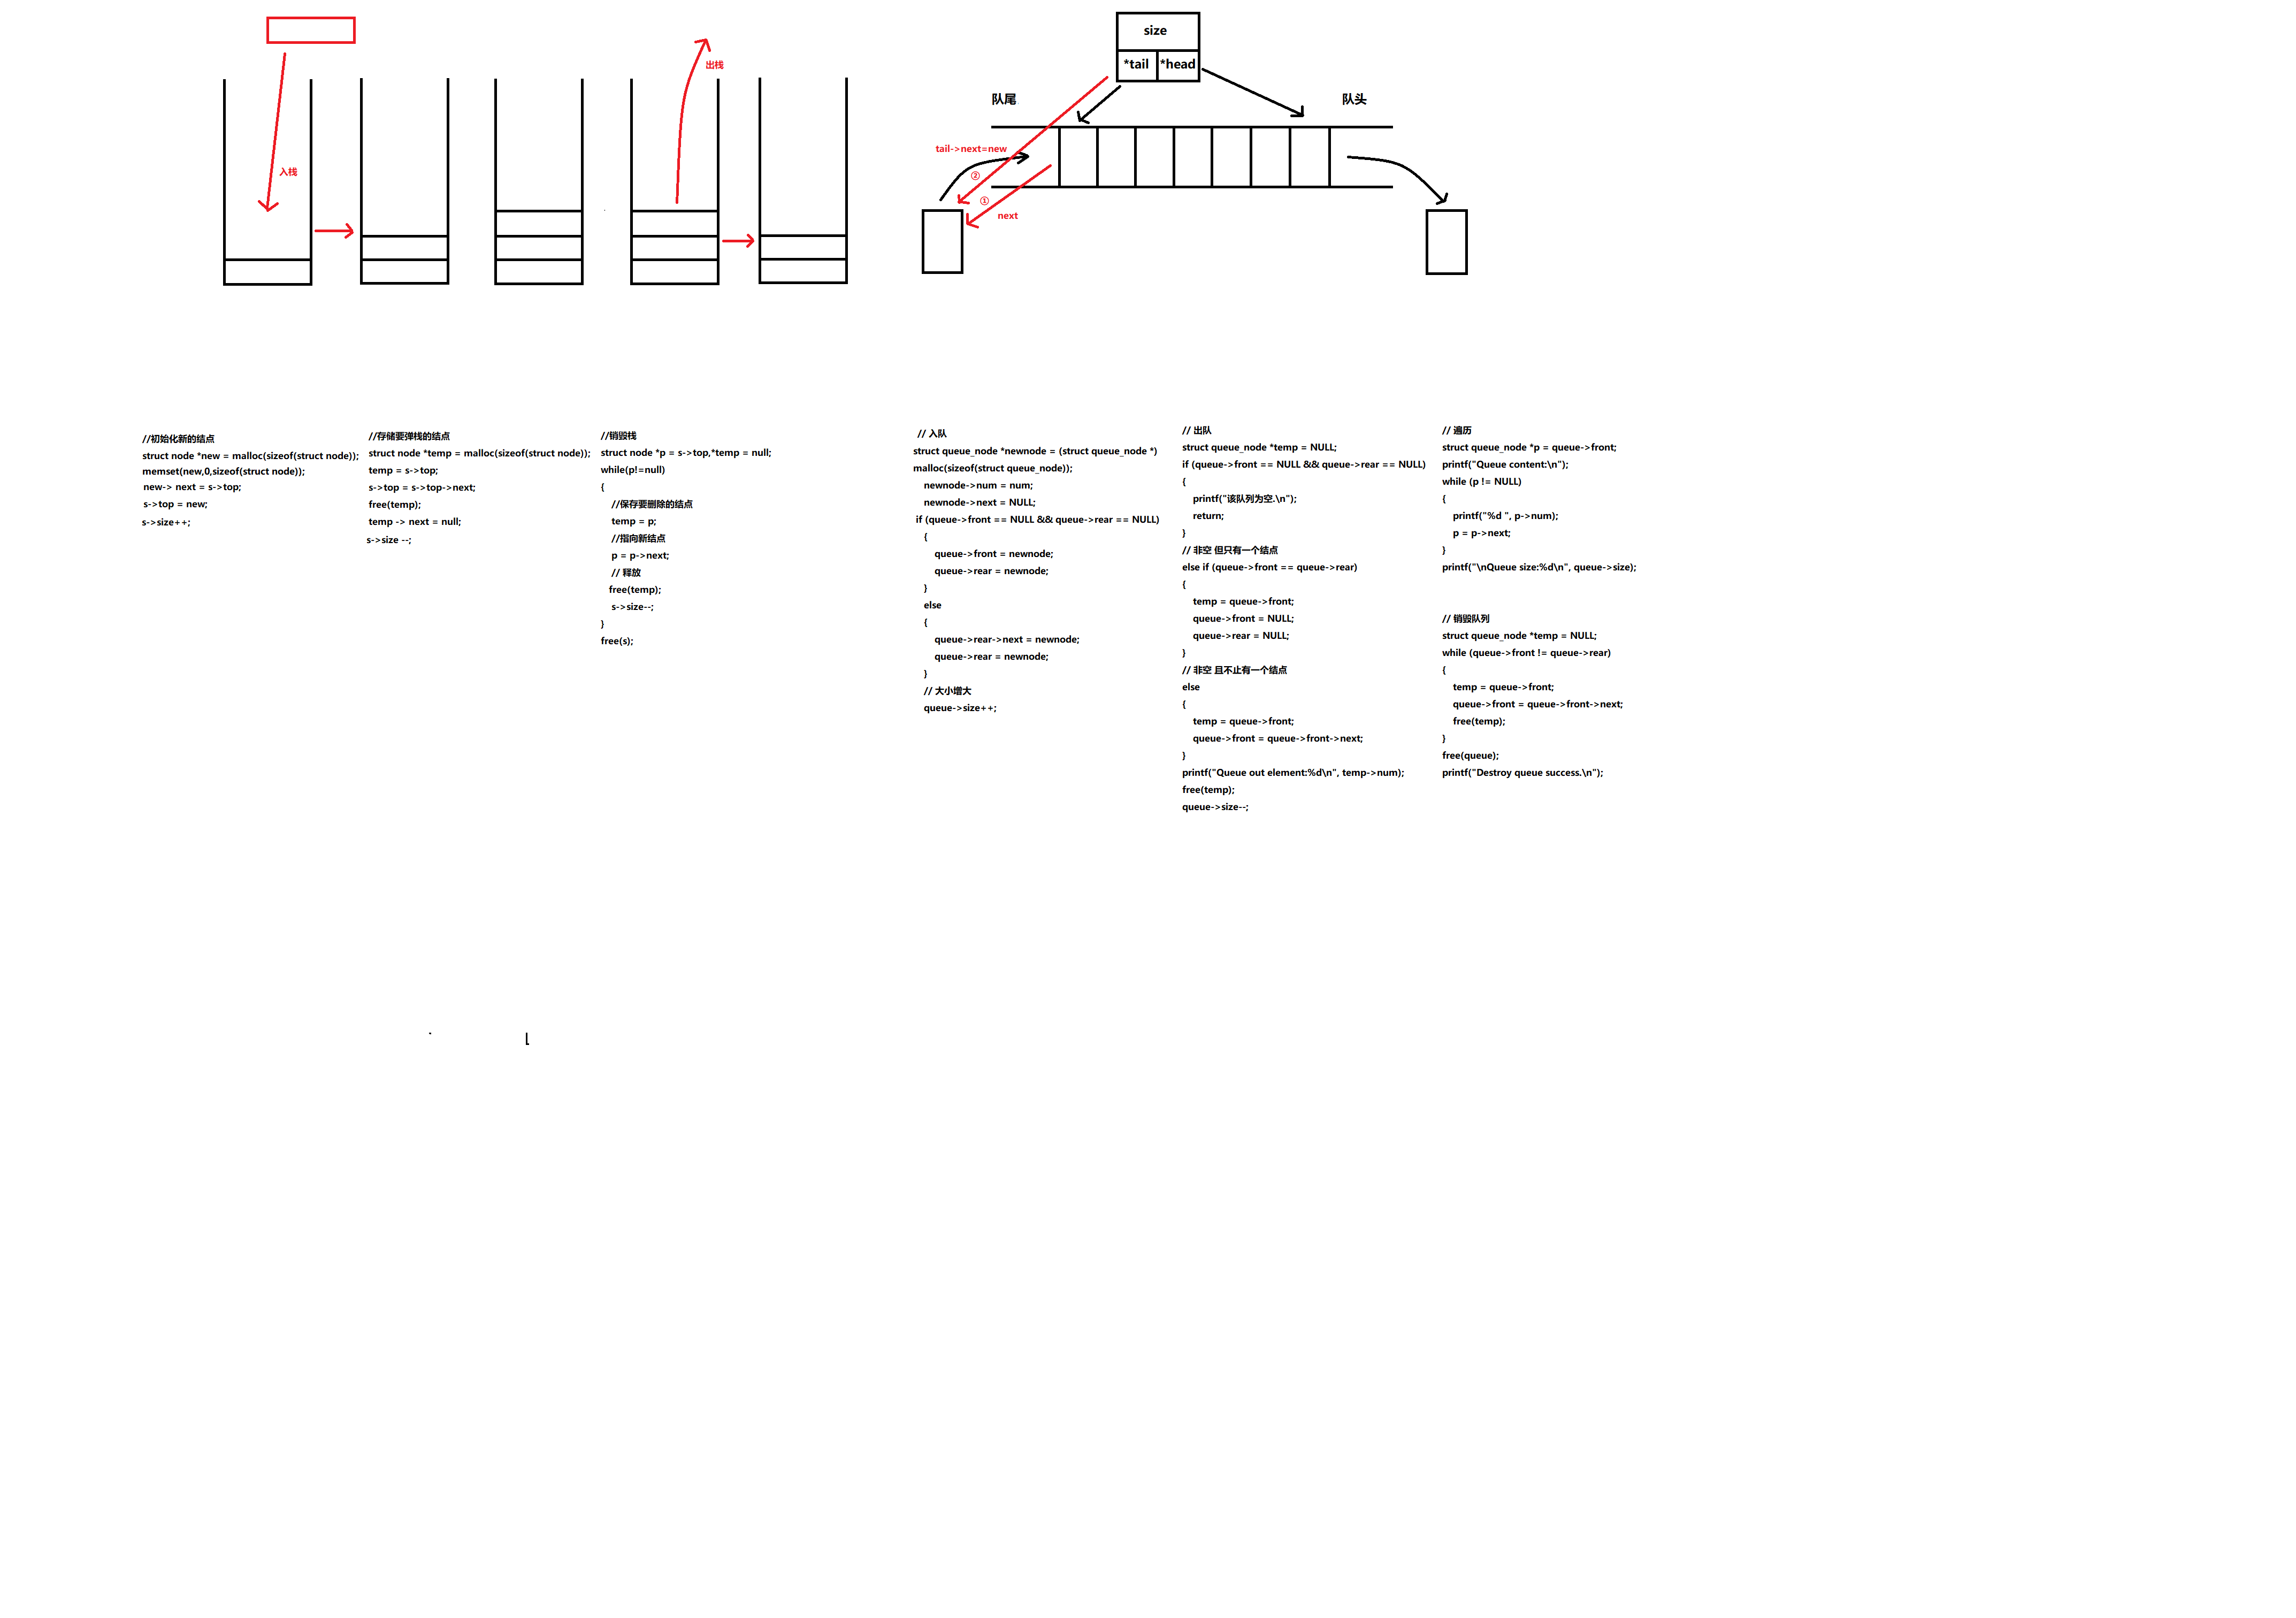 入栈
出栈
size
*tail
*head
队尾
队头
tail->next=new
②
①
next
//初始化新的结点
struct node *new = malloc(sizeof(struct node));
memset(new,0,sizeof(struct node));
new-> next = s->top;
s->top = new;
s->size++;
//存储要弹栈的结点
struct node *temp = malloc(sizeof(struct node));
temp = s->top;
s->top = s->top->next;
free(temp);
temp -> next = null;
s->size --;
//销毁栈
struct node *p = s->top,*temp = null;
while(p!=null)
{
//保存要删除的结点
temp = p;
//指向新结点
p = p->next;
// 释放
free(temp);
s->size--;
}
free(s);
// 入队
struct queue_node *newnode = (struct queue_node *)
malloc(sizeof(struct queue_node));
newnode->num = num;
newnode->next = NULL;
if (queue->front == NULL && queue->rear == NULL)
{
queue->front = newnode;
queue->rear = newnode;
}
else
{
queue->rear->next = newnode;
queue->rear = newnode;
}
// 大小增大
queue->size++;
// 出队
struct queue_node *temp = NULL;
if (queue->front == NULL && queue->rear == NULL)
{
printf("该队列为空.\n");
return;
}
// 非空 但只有一个结点
else if (queue->front == queue->rear)
{
temp = queue->front;
queue->front = NULL;
queue->rear = NULL;
}
// 非空 且不止有一个结点
else
{
temp = queue->front;
queue->front = queue->front->next;
}
printf("Queue out element:%d\n", temp->num);
free(temp);
queue->size--;
// 遍历
struct queue_node *p = queue->front;
printf("Queue content:\n");
while (p != NULL)
{
printf("%d ", p->num);
p = p->next;
}
printf("\nQueue size:%d\n", queue->size);
// 销毁队列
struct queue_node *temp = NULL;
while (queue->front != queue->rear)
{
temp = queue->front;
queue->front = queue->front->next;
free(temp);
}
free(queue);
printf("Destroy queue success.\n");